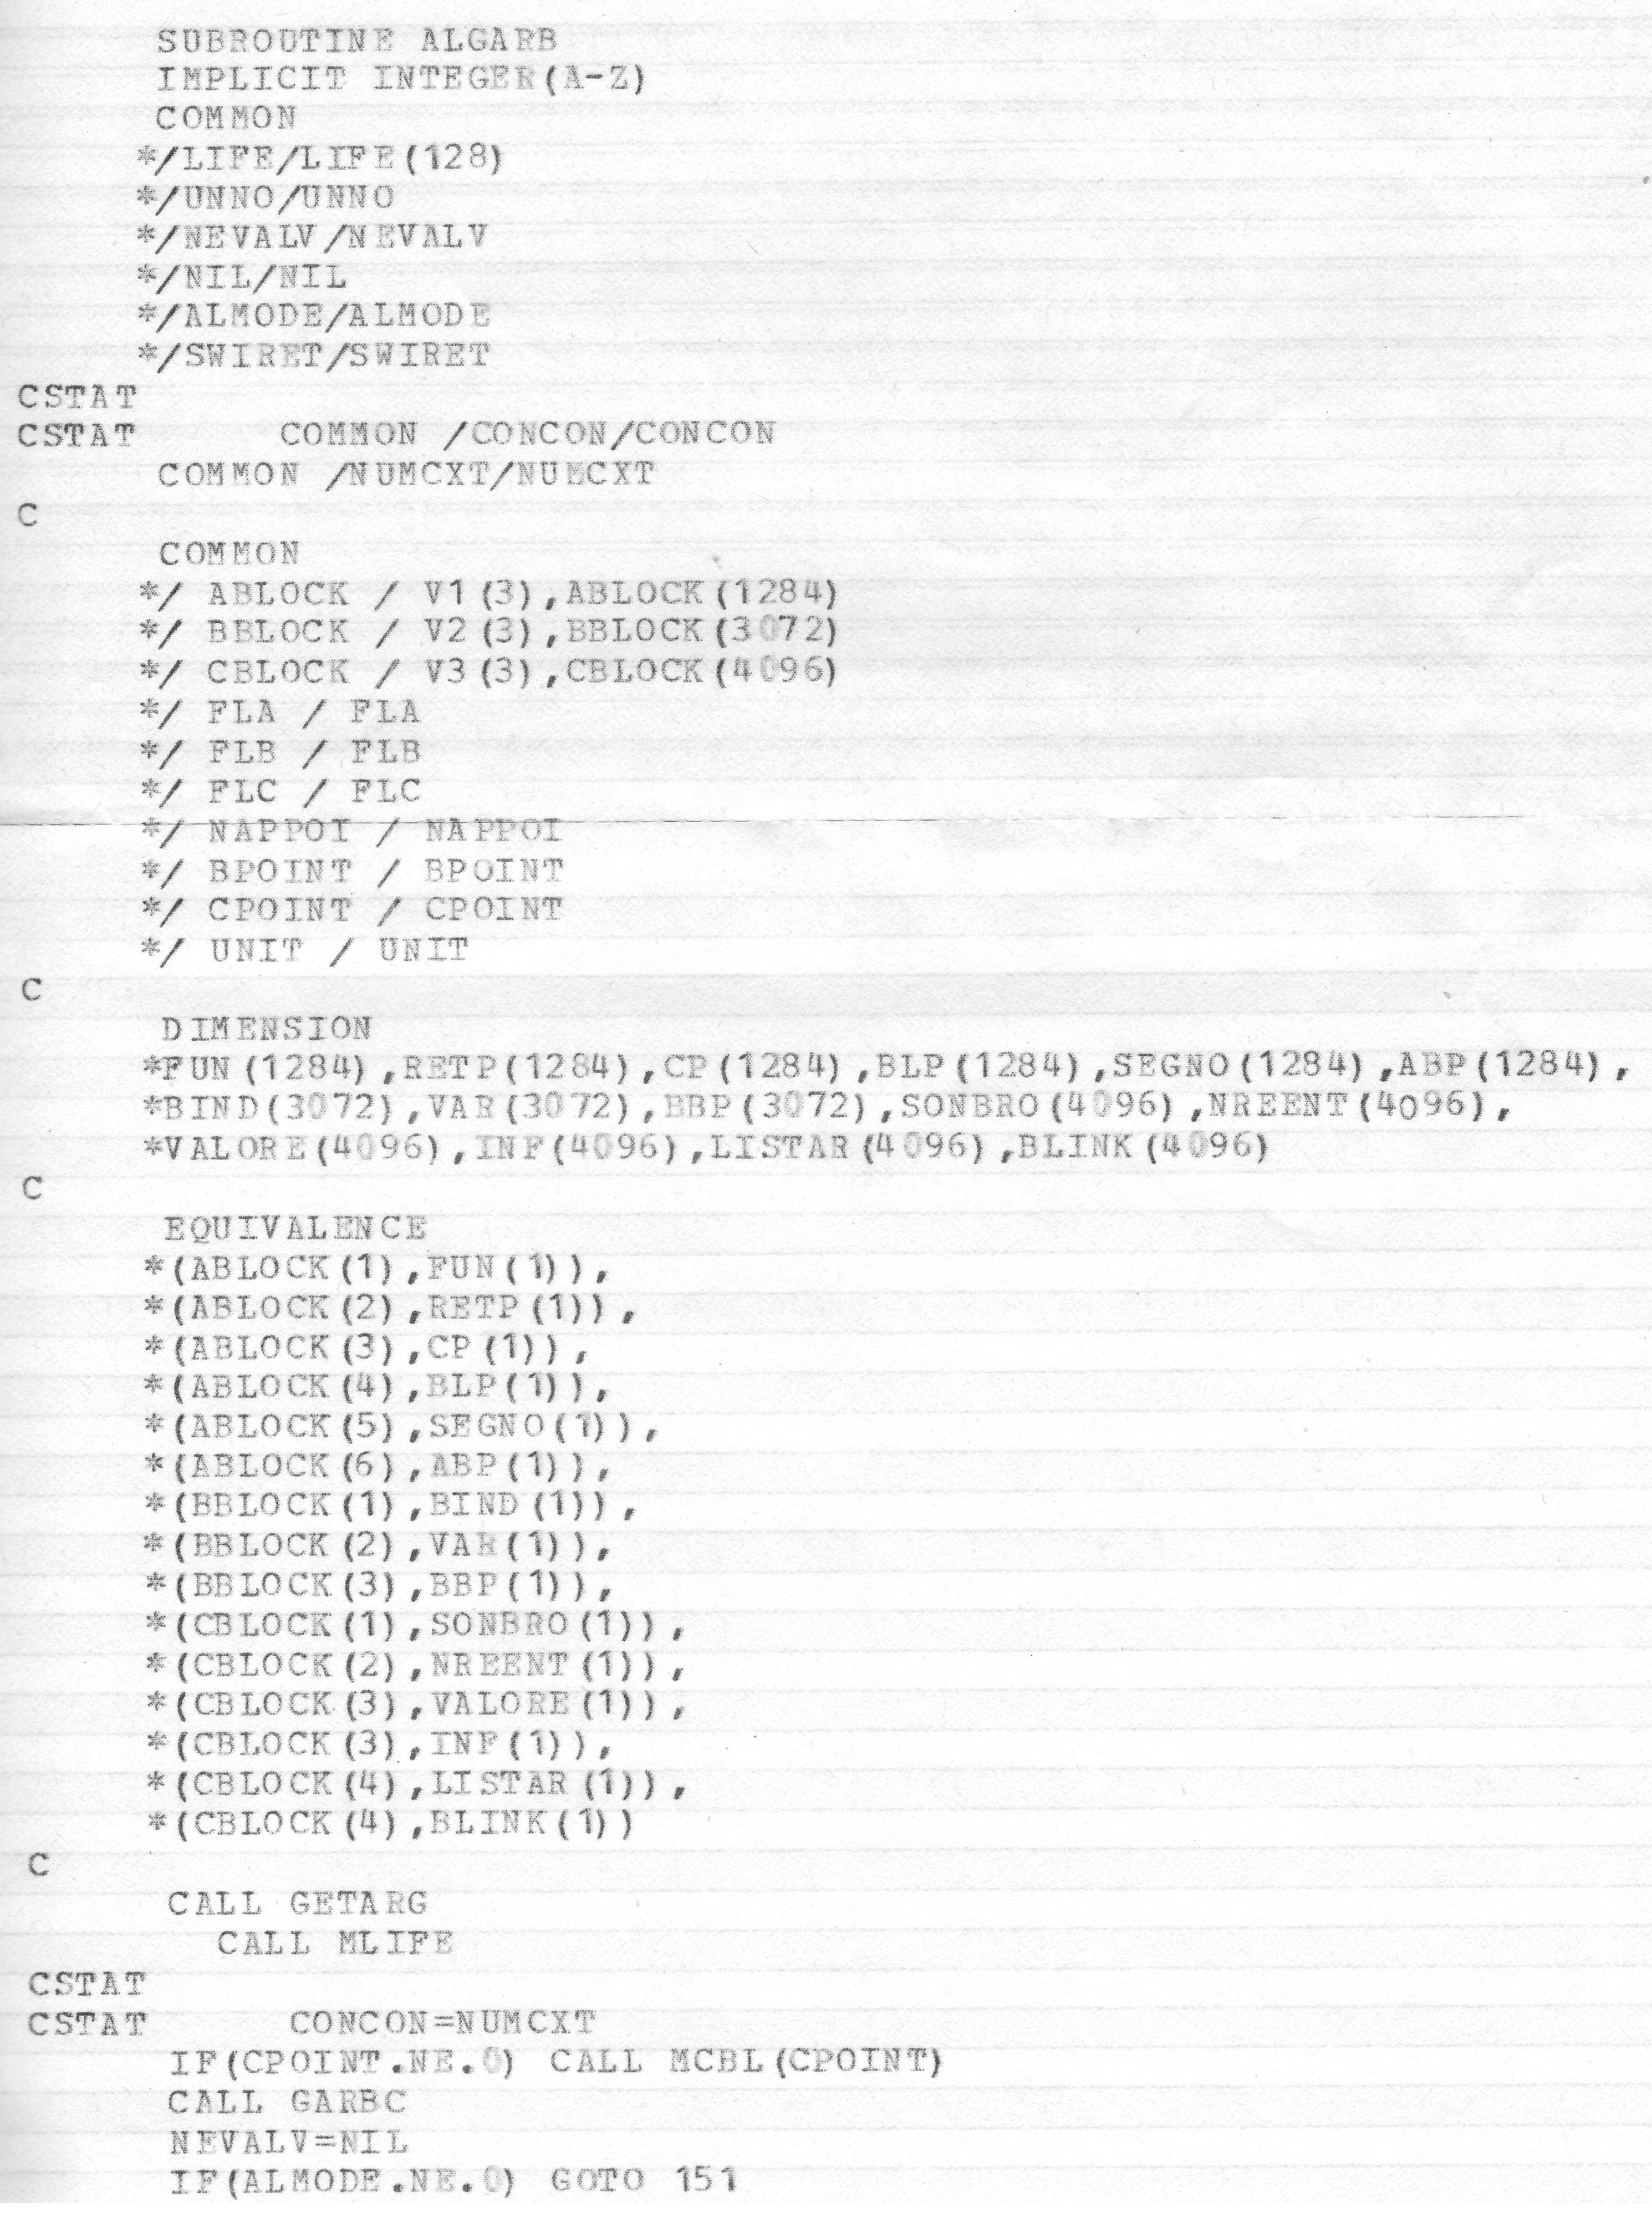 SUBROUTINE ALGARB
IMPLICIT INTEGER(A-Z)
COMMON
*/LIFE/LIFE(128)
*/UNNO/UNNO
*/NEVALV/NEVALV
*/NIL/NIL
*/ALMODE/ALMODE
*/SWIRET/SWIRET
CSTAT
CSTAT COMMON /CONCON/CONCON
COMMON /NUMCXT/NUMCXT
C
COMMON
*/ ABLOCK / V1(3),ABLOCK(1284)
*/ BBLOCK / V2(3),BBLOCK(3072)
*/ CBLOCK / V3(3),CBLOCK(4096)
*/ FLA / FLA
*/ FLB / FLB
*/ FLC / FLC
*/ NAPPOI / NAPPOI
*/ BPOINT / BPOINT
*/ CPOINT / CPOINT
*/ UNIT / UNIT
C
DIMENSION
*FUN(1284),RETP(1284),CP(1284),BLP(1284),SEGNO(1284),ABP(1284),
*BIND(3072),VAR(3072),BBP(3072),SONBRO(4096),NREENT(4096),
*VALORE(4096),INF(4096),LISTAR(4096),BLINK(4096)
C
EQUIVALENCE
*(ABLOCK(1),FUN(1)),
*(ABLOCK(2),RETP(1)),
*(ABLOCK(3),CP(1)),
*(ABLOCK(4),BLP(1)),
*(ABLOCK(5),SEGNO(1)),
*(ABLOCK(6),ABP(1)),
*(BBLOCK(1),BIND(1)),
*(BBLOCK(2),VAR(1)),
*(BBLOCK(3),BBP(1)),
*(CBLOCK(1),SONBRO(1)),
*(CBLOCK(2),NREENT(1)),
*(CBLOCK(3),VALORE(1)),
*(CBLOCK(3),INF(1)),
*(CBLOCK(4),LISTAR(1)),
*(CBLOCK(4),BLINK(1))
C
CALL GETARG
CALL MLIFE
CSTAT
CSTAT CONCON=NUMCXT
IF(CPOINT.NE.0) CALL MCBL(CPOINT)
CALL GARBC
NEVALV=NIL
IF(ALMODE.NE.0) GOTO 151